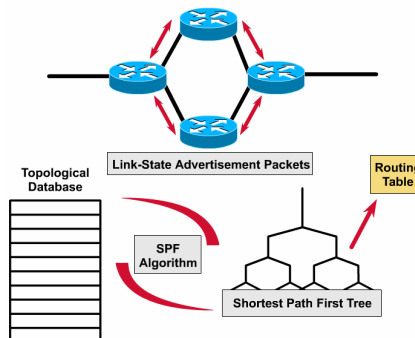 Link-State Advertisement Packets
Topological
Database
Routing
Table
SPF
Algorithm
Shortest Path First Tree